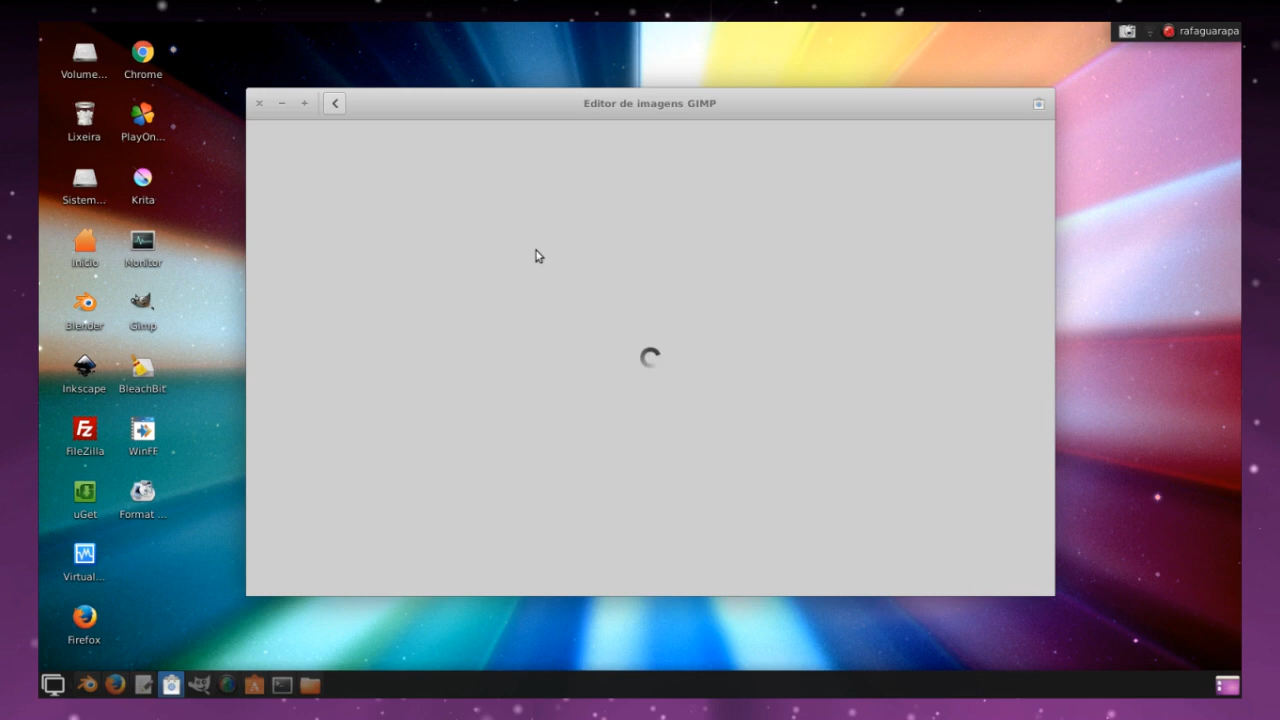 rafaguarapa
Volume... Chrome
Lixeira PlayOn...
Sistem... Krita
Início Monitor
Blender Gimp
Inkscape BleachBit
FileZilla WinFF
uGet Format ...
Virtual...
Firefox
Editor de imagens GIMP